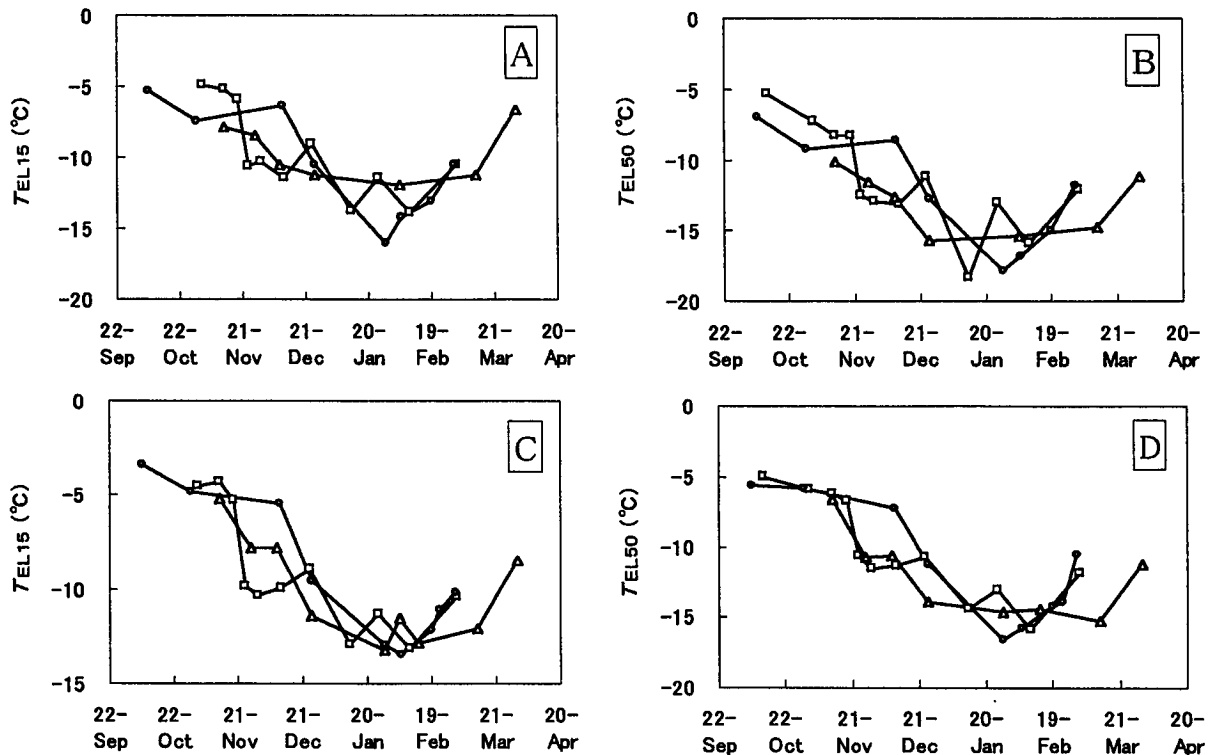 0
-5
-10
-15
-20
T EL15 (°C)
A
22- 22- 21- 21- 20- 19- 21- 20-
Sep Oct Nov Dec Jan Feb Mar Apr
0
-5
-10
-15
-20
T EL50 (°C)
B
22- 22- 21- 21- 20- 19- 21- 20-
Sep Oct Nov Dec Jan Feb Mar Apr
0
-5
-10
-15
T EL15 (°C)
C
22- 22- 21- 21- 20- 19- 21- 20-
Sep Oct Nov Dec Jan Feb Mar Apr
0
-5
-10
-15
-20
T EL50 (°C)
D
22- 22- 21- 21- 20- 19- 21- 20-
Sep Oct Nov Dec Jan Feb Mar Apr